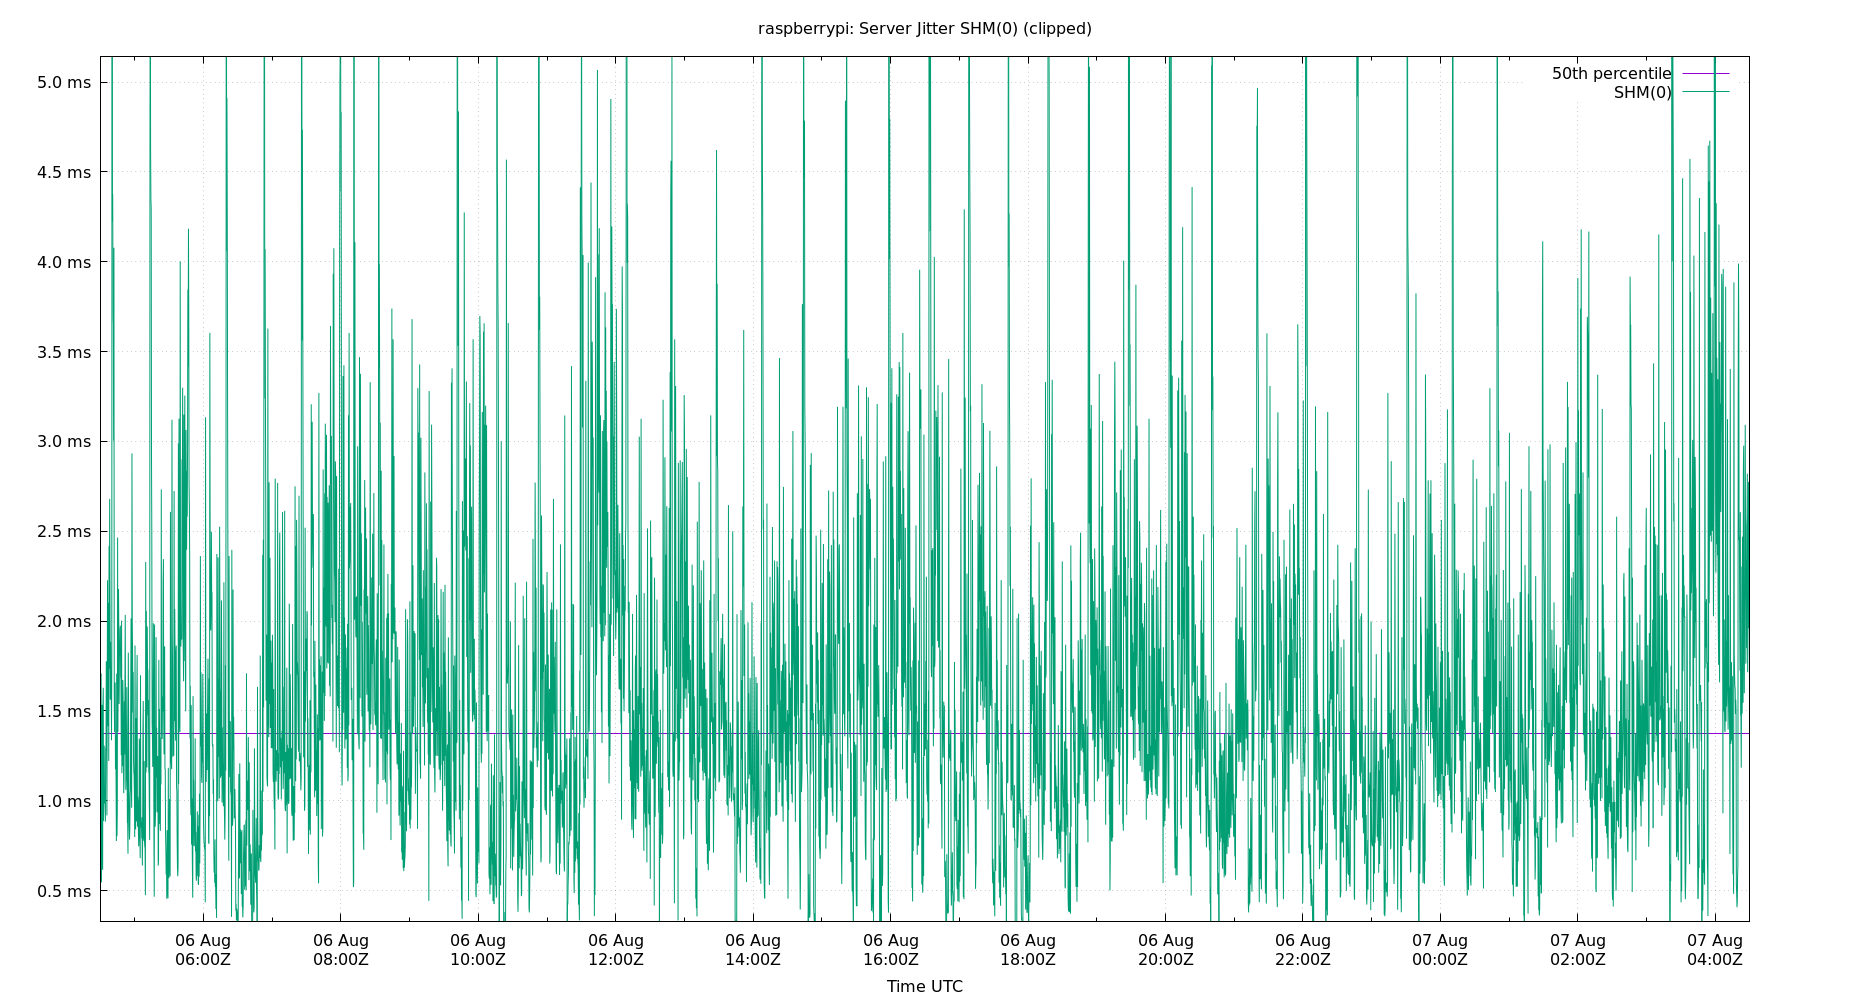 raspberrypi: Server Jitter SHM(0) (clipped)
50th percentile
SHM(0)
5.0 ms
4.5 ms
4.0 ms
3.5 ms
3.0 ms
2.5 ms
2.0 ms
1.5 ms
1.0 ms
0.5 ms
06 Aug 06 Aug 06 Aug 06 Aug 06 Aug 06 Aug 06 Aug 06 Aug 06 Aug 07 Aug 07 Aug 07 Aug
06:00Z 08:00Z 10:00Z 12:00Z 14:00Z 16:00Z 18:00Z 20:00Z 22:00Z 00:00Z 02:00Z 04:00Z
Time UTC